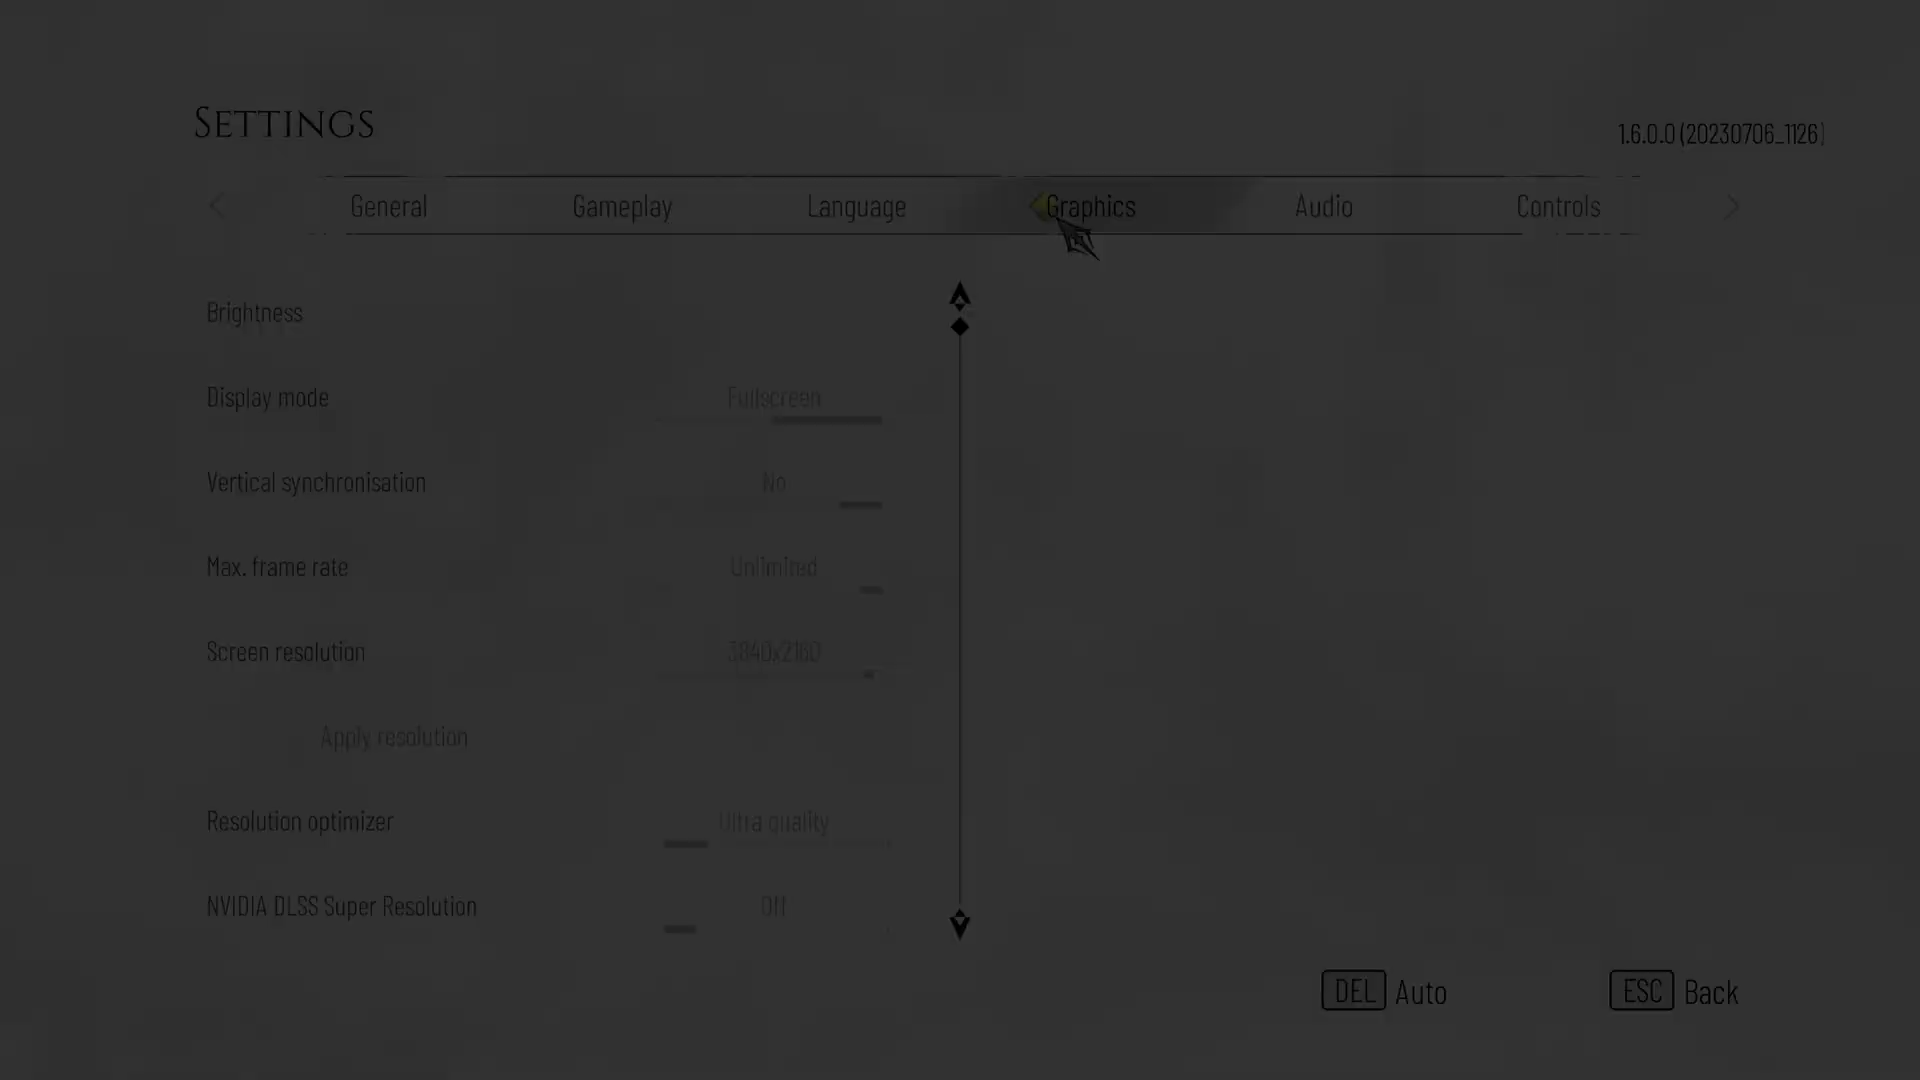 SETTINGS
1.6.0.0 (20230706_1126)
General
Gameplay
Language
Graphics
Audio
Controls
Brightness
Display mode
Fullscreen
Vertical synchronisation
No
Max. frame rate
Unlimited
Screen resolution
3840x2160
Apply resolution
Resolution optimizer
Ultra quality
NVIDIA DLSS Super Resolution
Off
DEL Auto
ESC Back